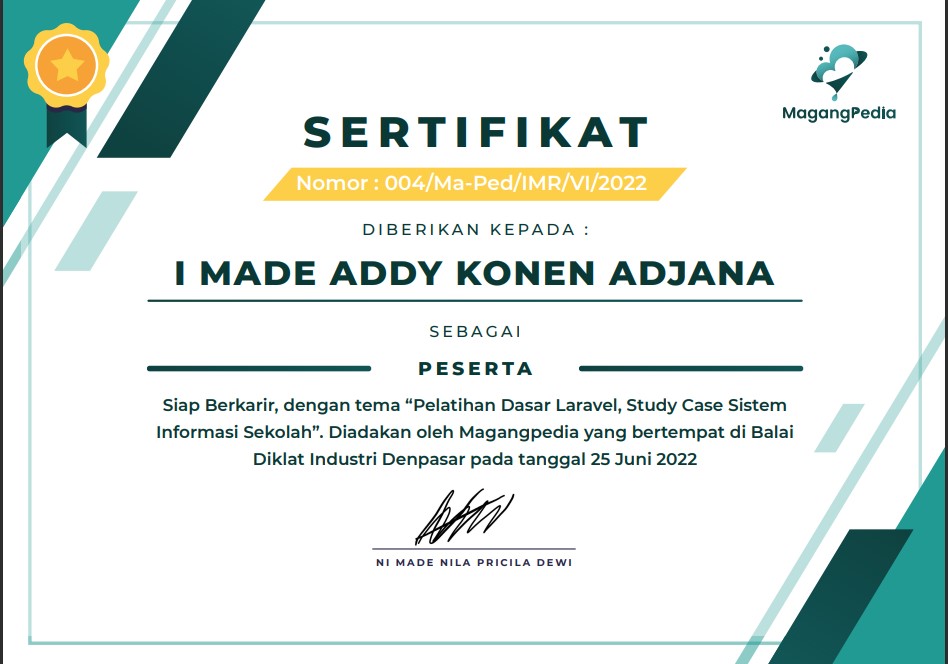 MagangPedia
SERTIFIKAT
Nomor : 004/Ma-Ped/IMR/VI/2022
DIBERIKAN KEPADA :
I MADE ADDY KONEN ADJANA
SEBAGAI
PESERTA
Siap Berkarir, dengan tema “Pelatihan Dasar Laravel, Study Case Sistem
Informasi Sekolah”. Diadakan oleh Magangpedia yang bertempat di Balai
Diklat Industri Denpasar pada tanggal 25 Juni 2022
NI MADE NILA PRICILA DEWI